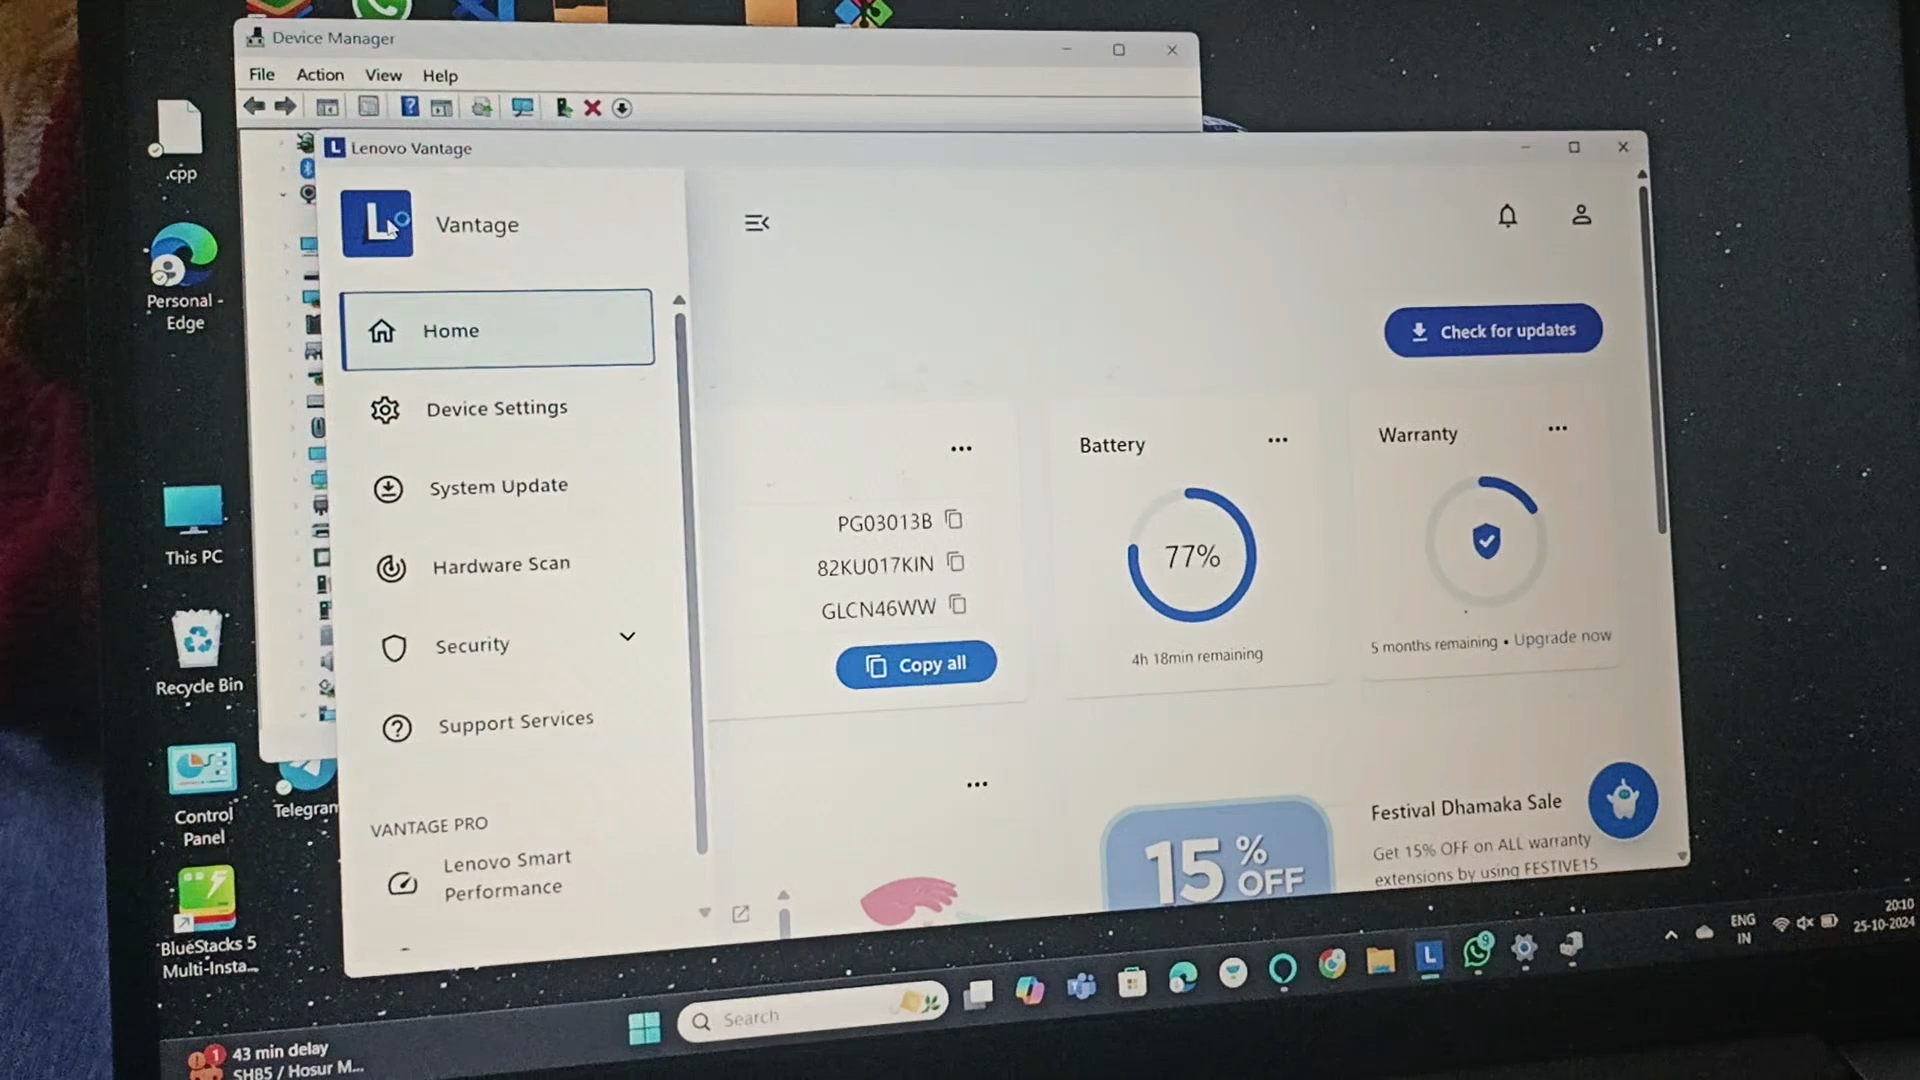 Device Manager
File Action View Help
Lenovo Vantage
L
Vantage
Home
Device Settings
System Update
Hardware Scan
Security
Support Services
VANTAGE PRO
Lenovo Smart
Performance
Check for updates
PG03013B
82KU017KIN
GLCN46WW
Copy all
Battery
77%
4h 18min remaining
Warranty
5 months remaining • Upgrade now
15% OFF
Festival Dhamaka Sale
Get 15% OFF on ALL warranty
extensions by using FESTIVE15
.cpp
Personal -
Edge
This PC
Recycle Bin
Control
Panel
Telegram
BlueStacks 5
Multi-Insta...
1
43 min delay
SH85 / Hosur M...
Search
L
9
ENG
IN
20:10
25-10-2024